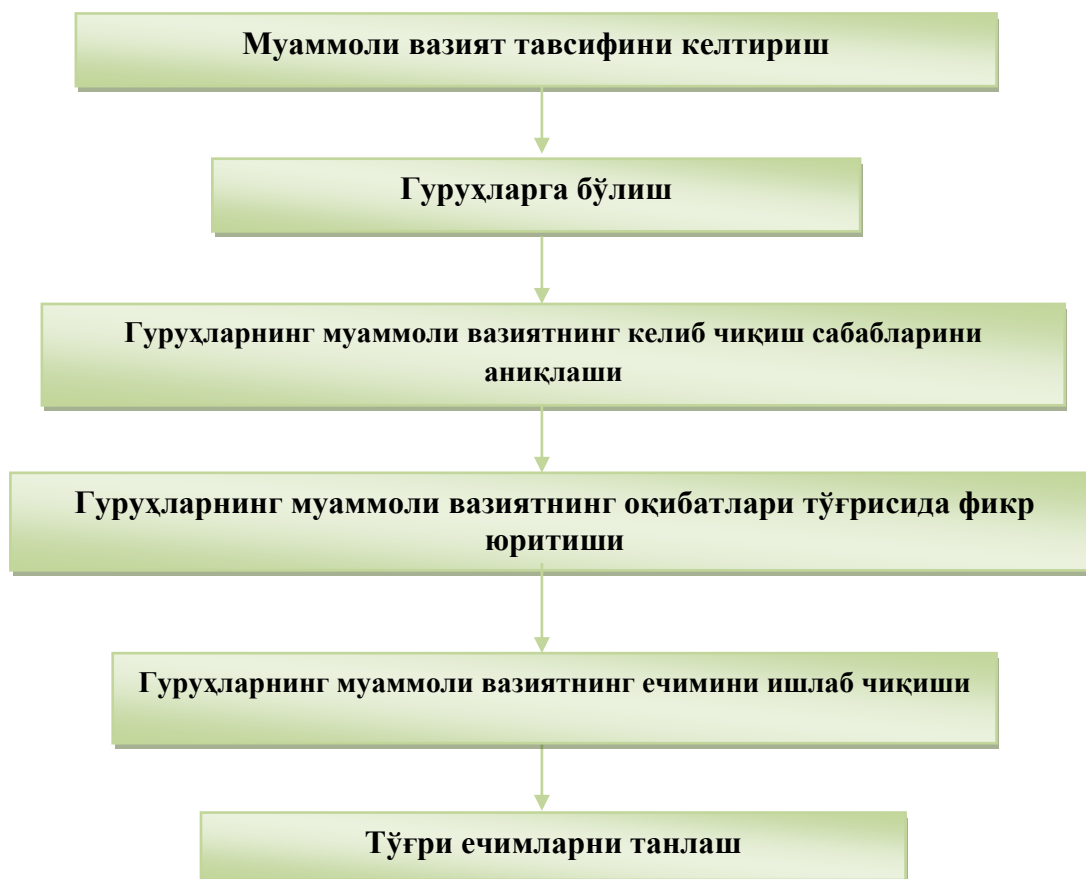 Муаммоли вазият тавсифини келтириш
Гуруҳларга бўлиш
Гуруҳларнинг муаммоли вазиятнинг келиб чиқиш сабабларини
аниқлаши
Гуруҳларнинг муаммоли вазиятнинг оқибатлари тўғрисида фикр
юритиши
Гуруҳларнинг муаммоли вазиятнинг ечимини ишлаб чиқиши
Тўғри ечимларни танлаш